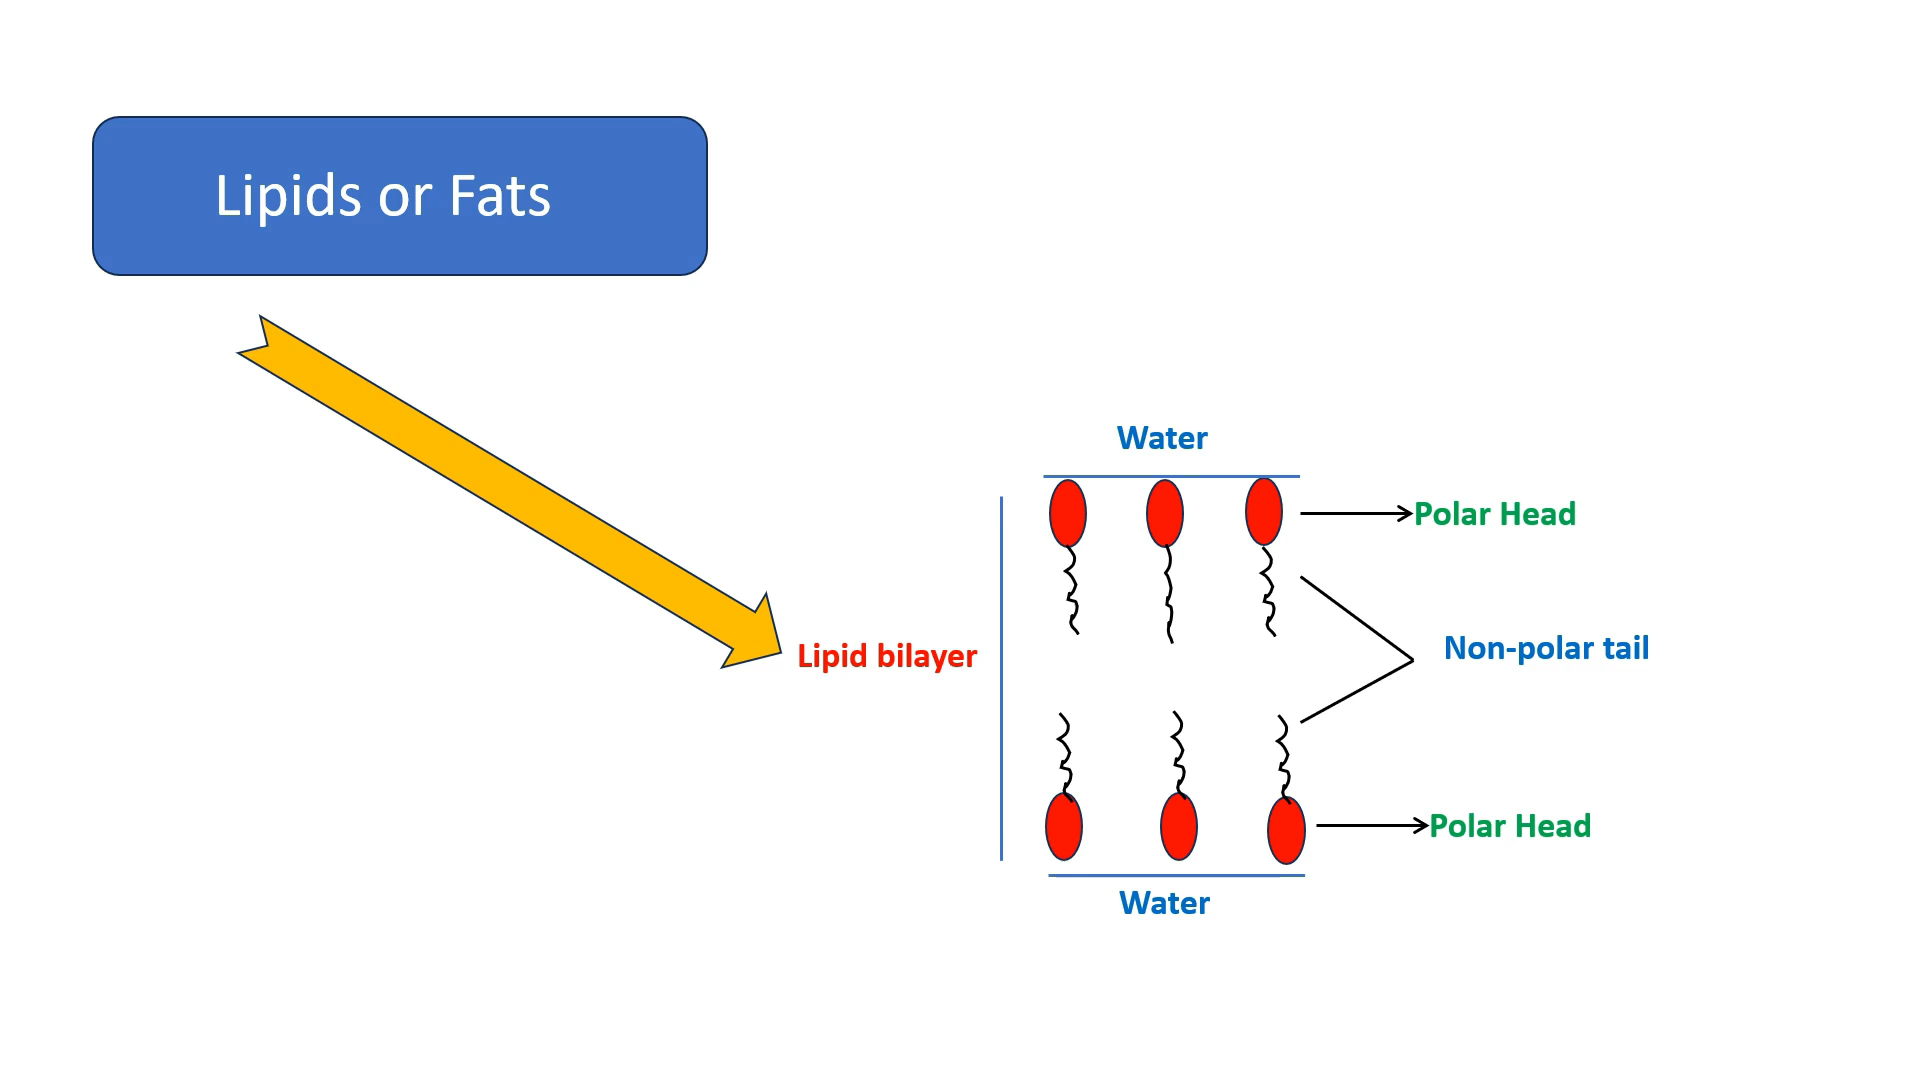 Lipids or Fats
Water
Polar Head
Lipid bilayer
Non-polar tail
Polar Head
Water